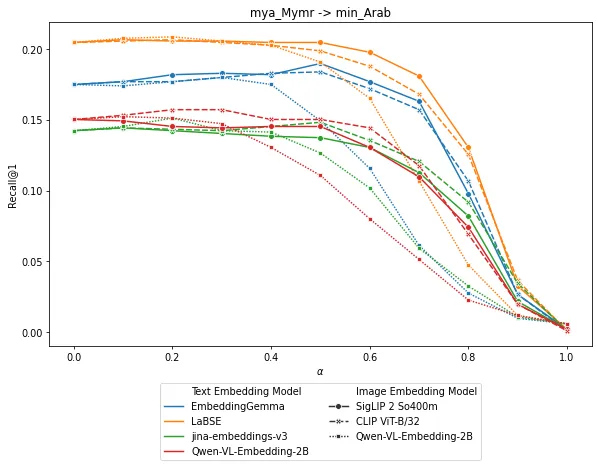 mya_Mymr -> min_Arab
Recall@1
0.20
0.15
0.10
0.05
0.00
0.0 0.2 0.4 0.6 0.8 1.0
α
Text Embedding Model
EmbeddingGemma
LaBSE
jina-embeddings-v3
Qwen-VL-Embedding-2B
Image Embedding Model
SigLIP 2 So400m
CLIP ViT-B/32
Qwen-VL-Embedding-2B